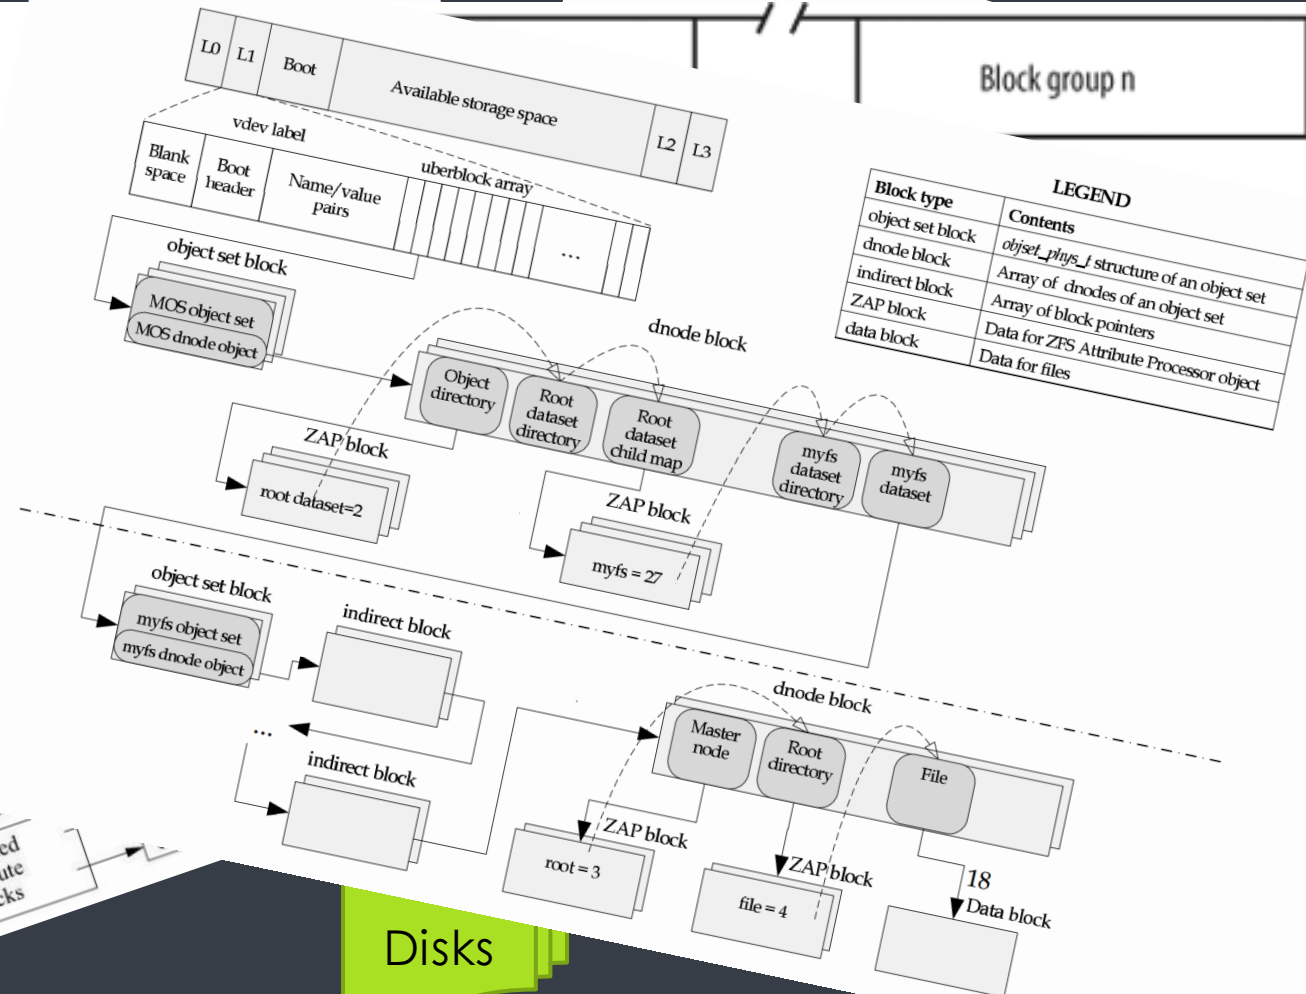 Block group n
L0
L1
Boot
Available storage space
L2
L3
vdev label
Blank
space
Boot
header
Name/value
pairs
uberblock array
...
LEGEND
Block type
Contents
object set block
objset_phys_t structure of an object set
dnode block
Array of dnodes of an object set
indirect block
Array of block pointers
ZAP block
Data for ZFS Attribute Processor object
data block
Data for files
object set block
MOS object set
MOS dnode object
dnode block
Object
directory
Root
dataset
directory
Root
dataset
child map
myfs
dataset
directory
myfs
dataset
ZAP block
root dataset=2
ZAP block
myfs = 27
object set block
myfs object set
myfs dnode object
indirect block
...
indirect block
dnode block
Master
node
Root
directory
File
ZAP block
root = 3
ZAP block
file = 4
18
Data block
ed
ute
cks
Disks